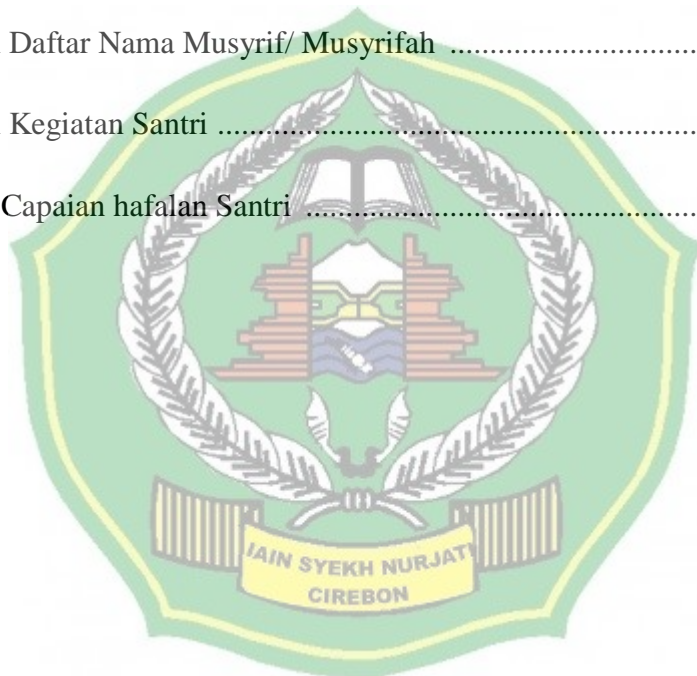 Daftar Nama Musyrif/ Musyrifah ...............................
Kegiatan Santri ............................................................
Capaian hafalan Santri ................................................
IAIN SYEKH NURJATI
CIREBON